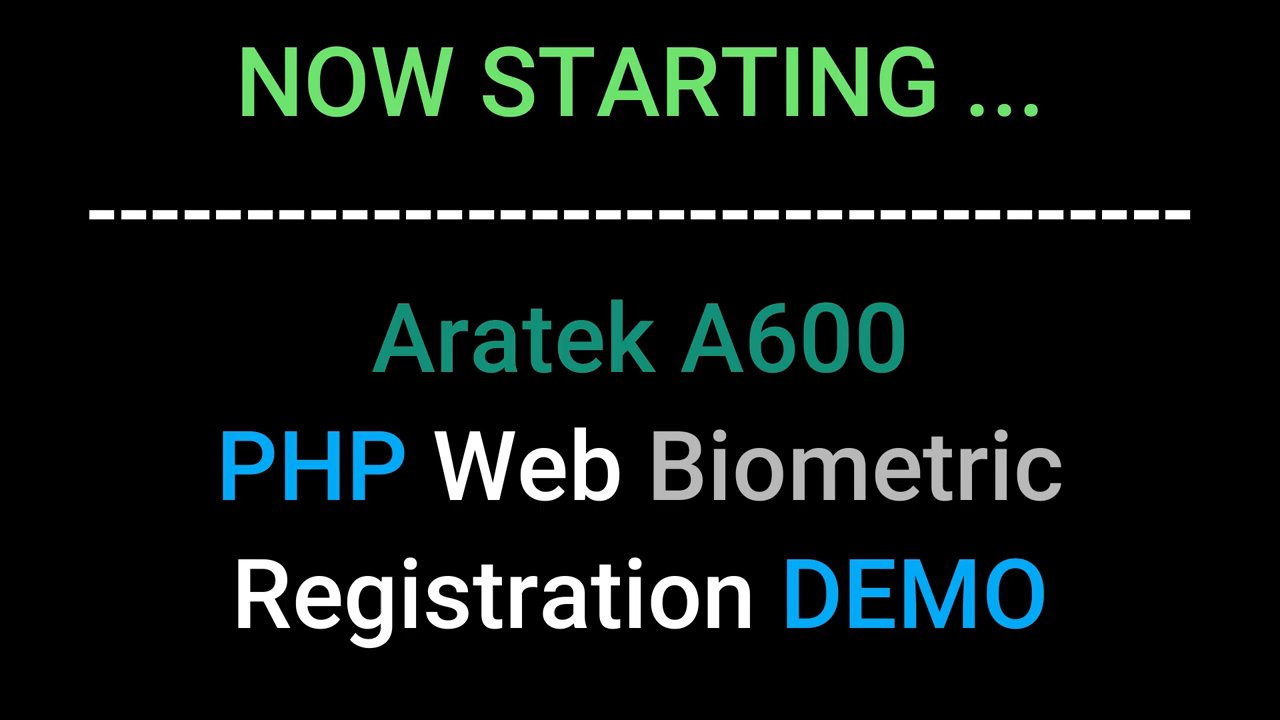 NOW STARTING ...
-----------------------------------
Aratek A600
PHP Web Biometric
Registration DEMO